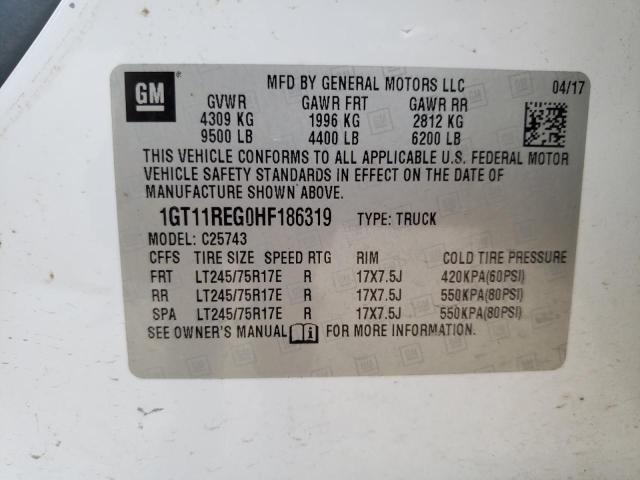 GM
MFD BY GENERAL MOTORS LLC 04/17
GVWR GAWR FRT GAWR RR
4309 KG 1996 KG 2812 KG
9500 LB 4400 LB 6200 LB
THIS VEHICLE CONFORMS TO ALL APPLICABLE U.S. FEDERAL MOTOR
VEHICLE SAFETY STANDARDS IN EFFECT ON THE DATE OF
MANUFACTURE SHOWN ABOVE.
1GT11REG0HF186319 TYPE: TRUCK
MODEL: C25743
CFFS TIRE SIZE SPEED RTG RIM COLD TIRE PRESSURE
FRT LT245/75R17E R 17X7.5J 420KPA(60PSI)
RR LT245/75R17E R 17X7.5J 550KPA(80PSI)
SPA LT245/75R17E R 17X7.5J 550KPA(80PSI)
SEE OWNER'S MANUAL FOR MORE INFORMATION.